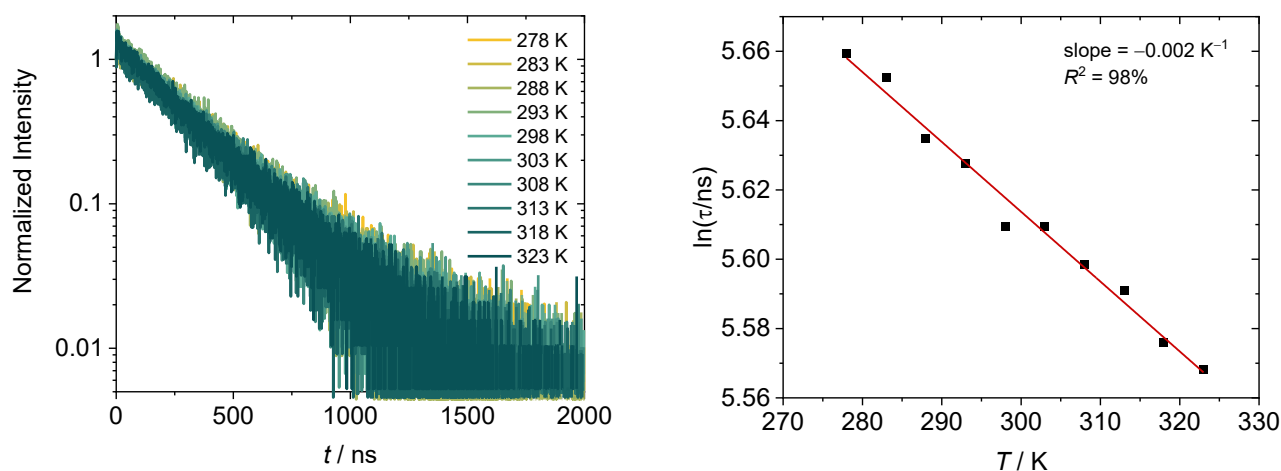 Normalized Intensity
1
0.1
0.01
0
500
1000
1500
2000
t / ns
278 K
283 K
288 K
293 K
298 K
303 K
308 K
313 K
318 K
323 K
ln(τ/ns)
5.66
5.64
5.62
5.60
5.58
5.56
270
280
290
300
310
320
330
T / K
slope = −0.002 K⁻¹
R² = 98%